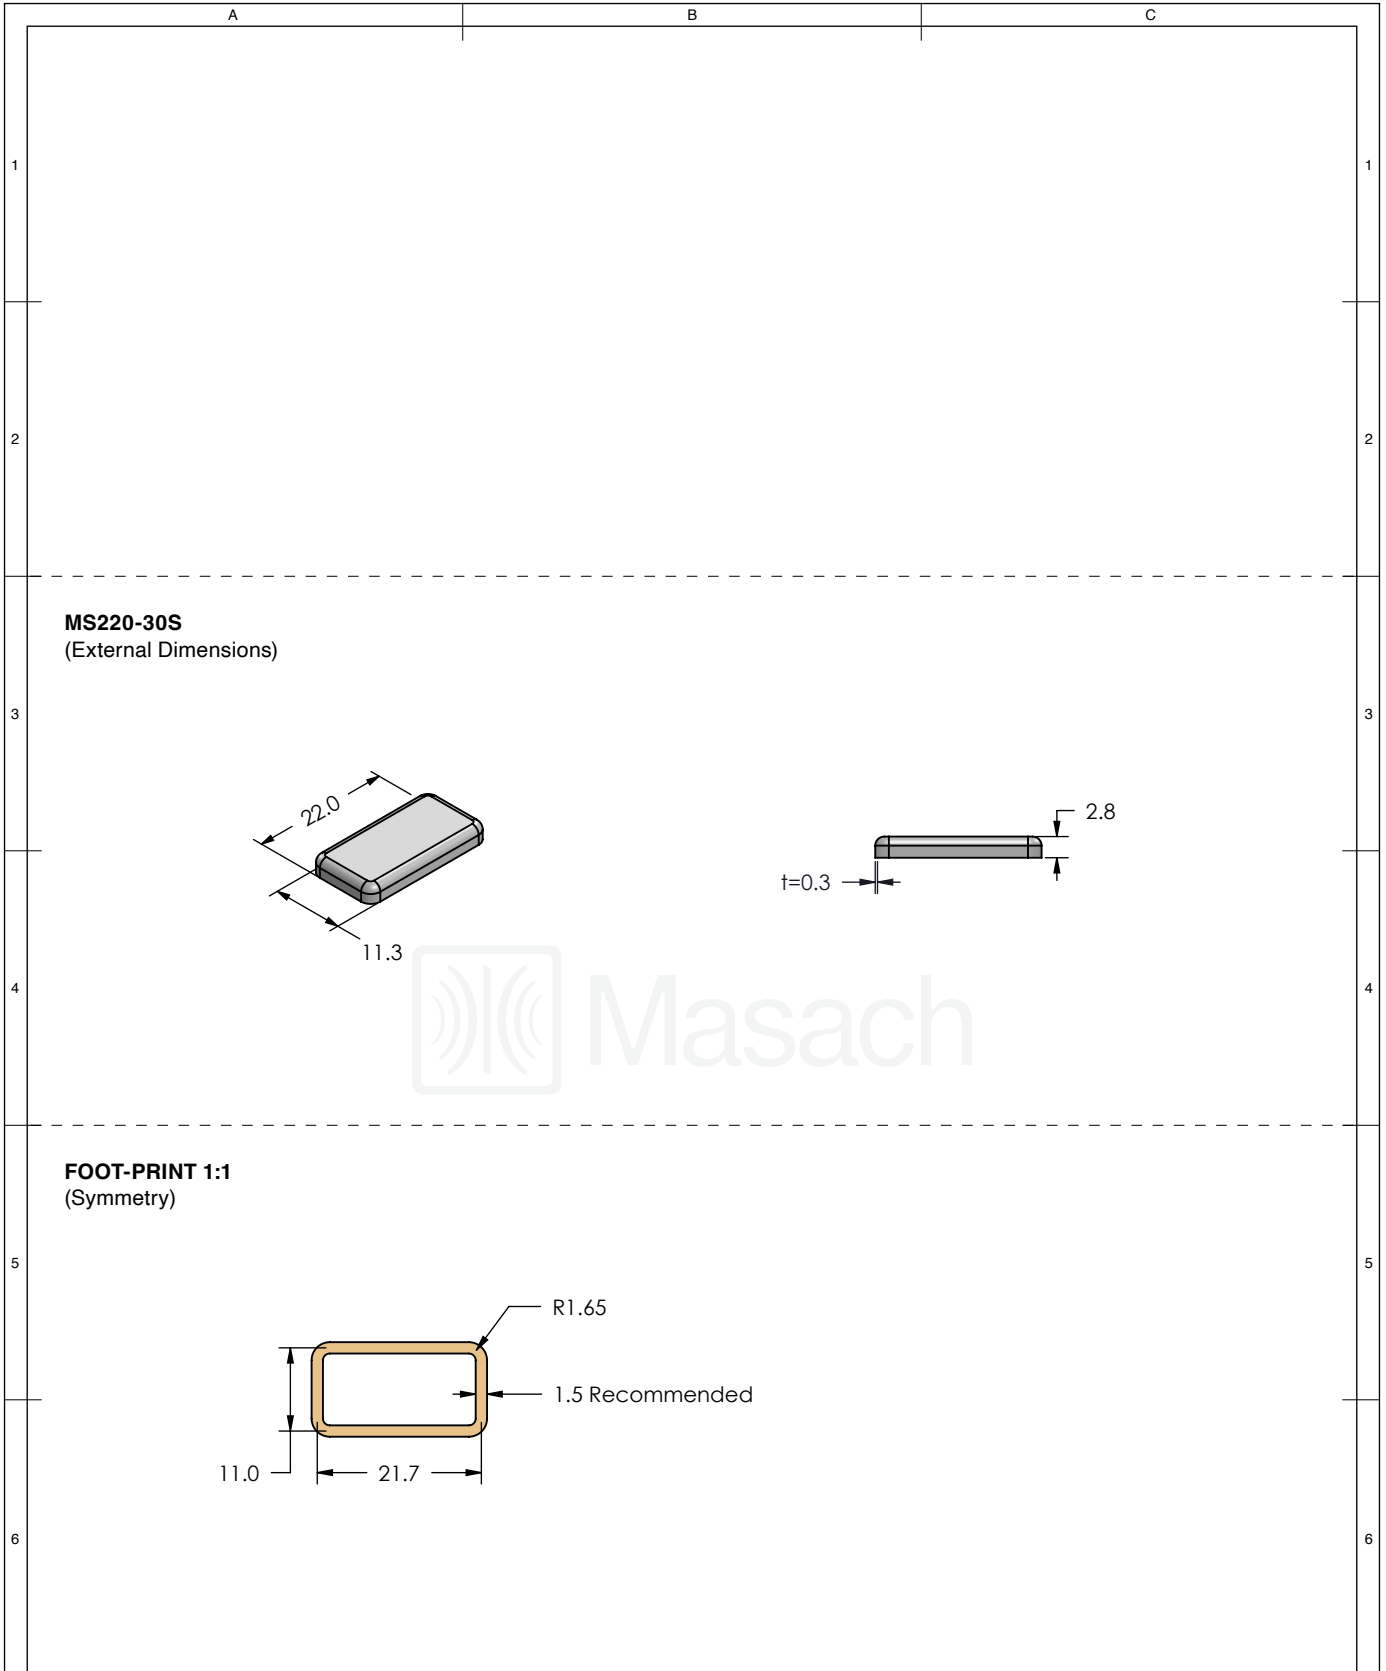 A B C
1 1
2 2
MS220-30S
(External Dimensions)
3 3
22.0
2.8
t=0.3
11.3
Masach
4 4
FOOT-PRINT 1:1
(Symmetry)
5 5
R1.65
1.5 Recommended
11.0 21.7
6 6